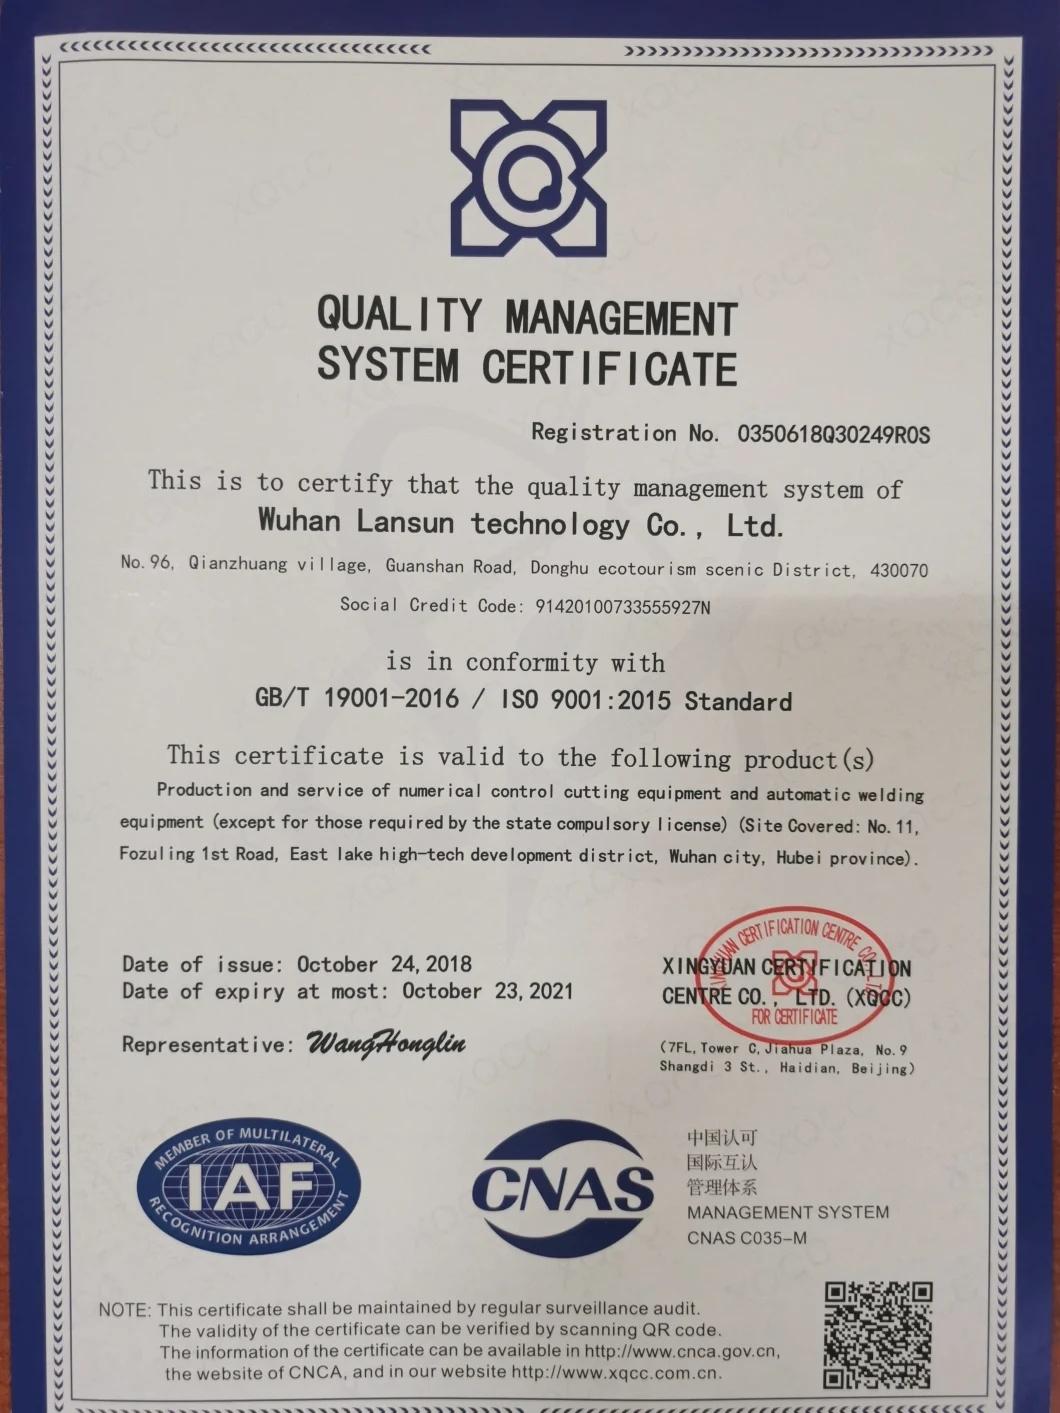 QUALITY MANAGEMENT
SYSTEM CERTIFICATE
Registration No. 0350618Q30249R0S
This is to certify that the quality management system of
Wuhan Lansun technology Co., Ltd.
No.96, Qianzhuang village, Guanshan Road, Donghu ecotourism scenic District, 430070
Social Credit Code: 91420100733555927N
is in conformity with
GB/T 19001-2016 / ISO 9001:2015 Standard
This certificate is valid to the following product(s)
Production and service of numerical control cutting equipment and automatic welding
equipment (except for those required by the state compulsory license) (Site Covered: No.11,
Fozuling 1st Road, East lake high-tech development district, Wuhan city, Hubei province).
Date of issue: October 24,2018
Date of expiry at most: October 23,2021
Representative: WangHonglin
XINGYUAN CERTIFICATION
CENTRE CO., LTD. (XQCC)
XINGYUAN CERTIFICATION CENTRE CO., LTD.
FOR CERTIFICATE
(7FL,Tower C,Jiahua Plaza, No.9
Shangdi 3 St., Haidian, Beijing)
MEMBER OF MULTILATERAL
IAF
RECOGNITION ARRANGEMENT
CNAS
中国认可
国际互认
管理体系
MANAGEMENT SYSTEM
CNAS C035-M
NOTE: This certificate shall be maintained by regular surveillance audit.
The validity of the certificate can be verified by scanning QR code.
The information of the certificate can be available in http://www.cnca.gov.cn,
the website of CNCA, and in our website http://www.xqcc.com.cn.